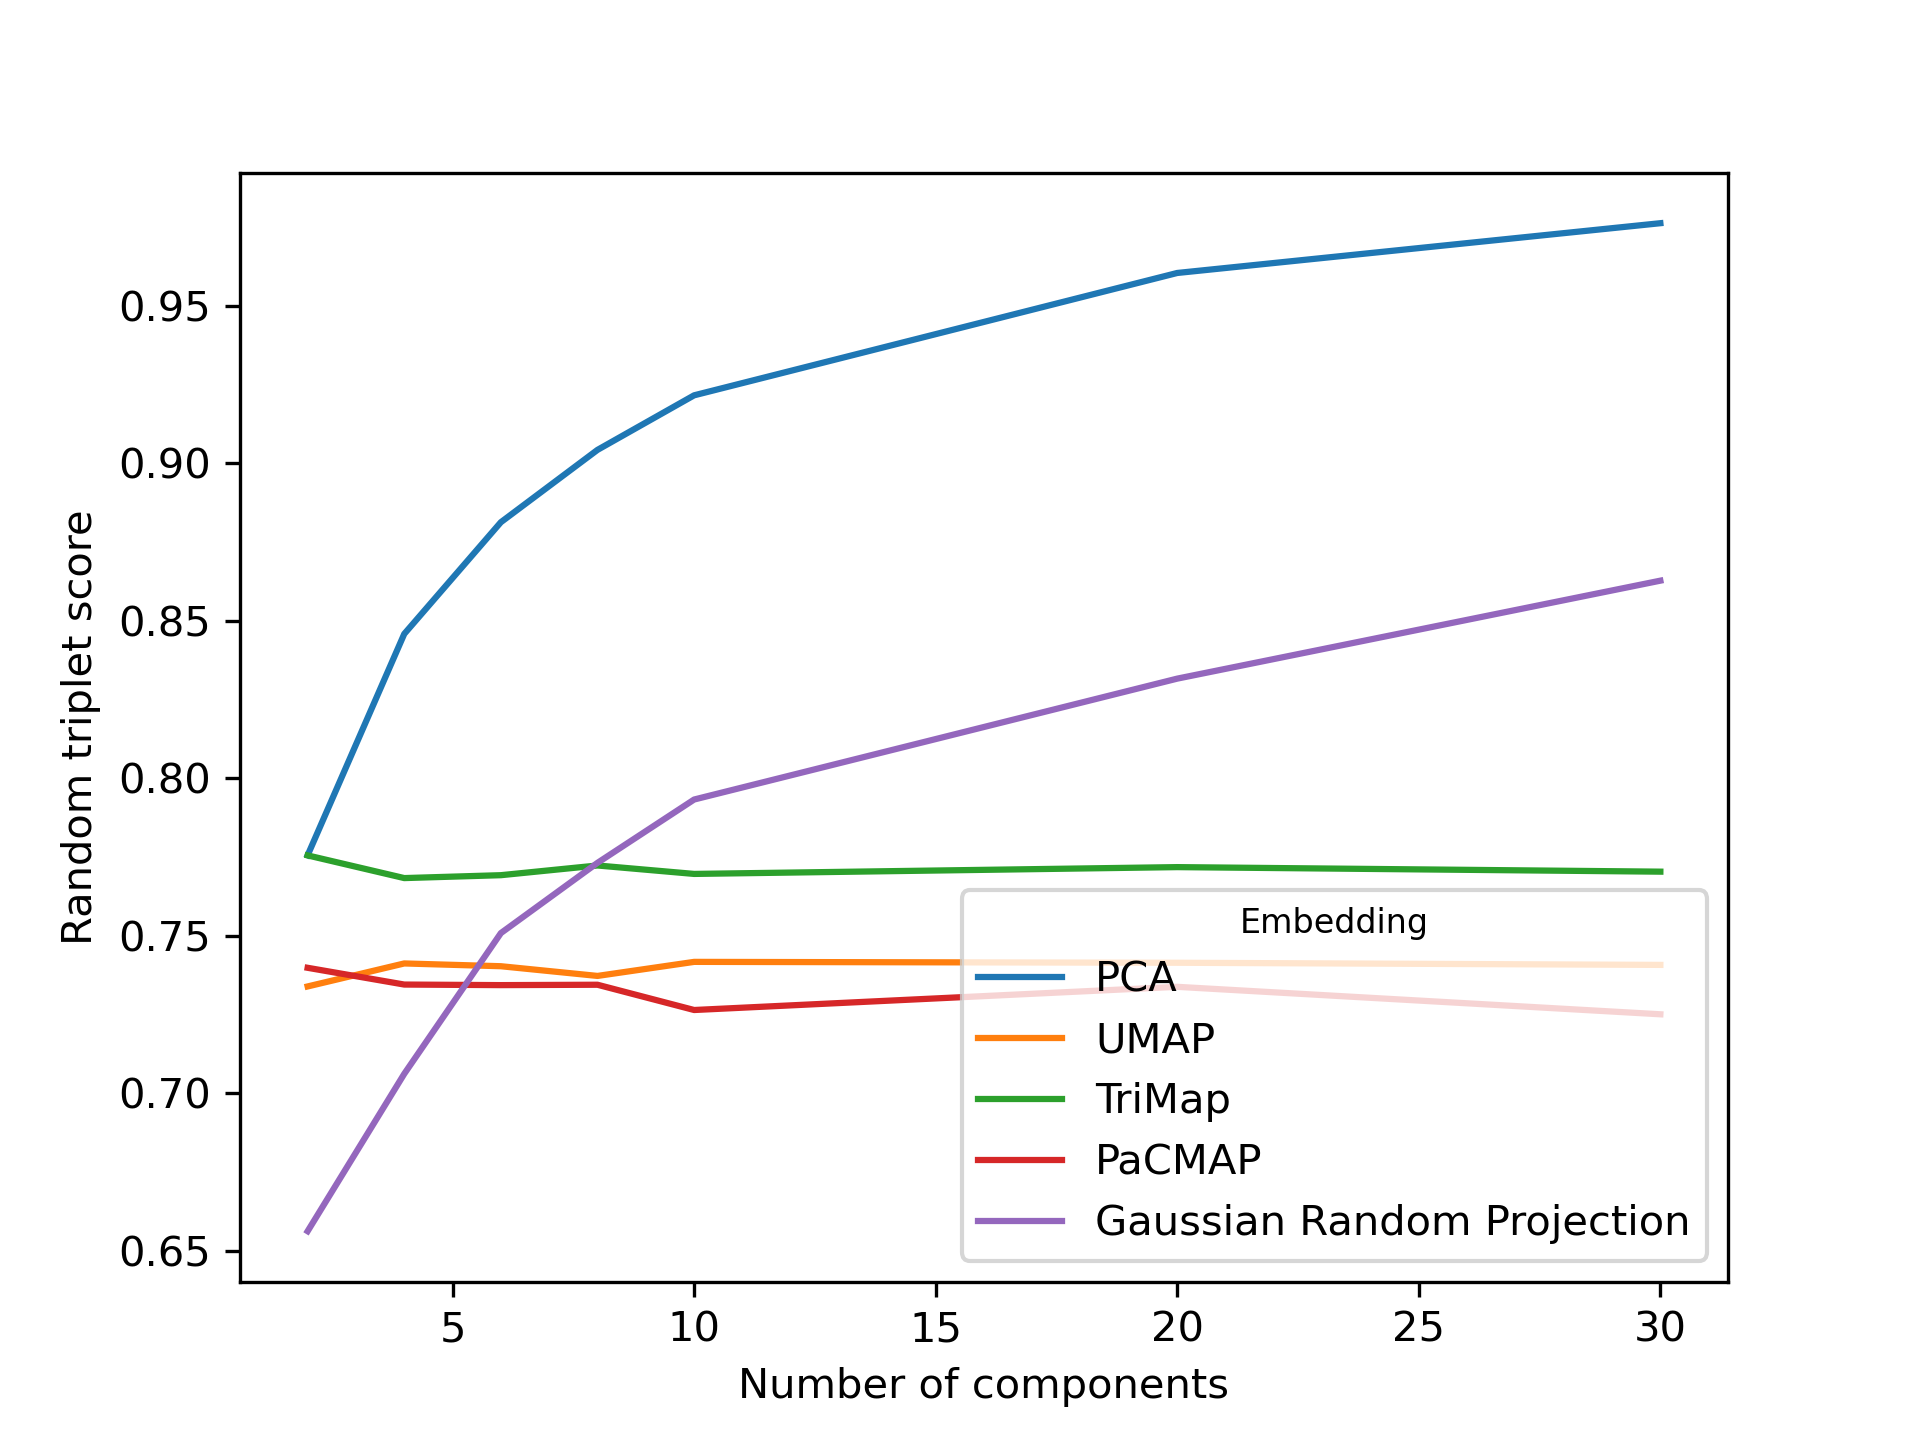 0.95
0.90
0.85
0.80
0.75
0.70
0.65
Random triplet score
Embedding
PCA
UMAP
TriMap
PaCMAP
Gaussian Random Projection
5 10 15 20 25 30
Number of components